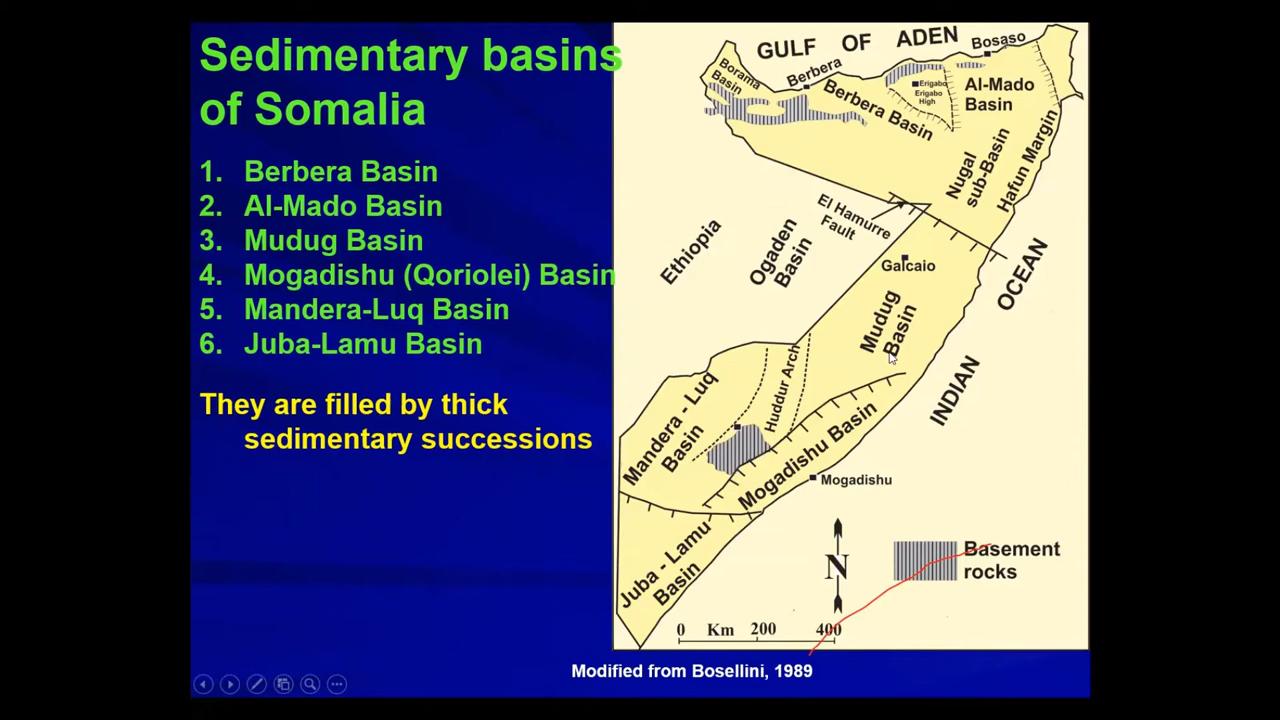 Sedimentary basins
of Somalia
1. Berbera Basin
2. Al-Mado Basin
3. Mudug Basin
4. Mogadishu (Qoriolei) Basin
5. Mandera-Luq Basin
6. Juba-Lamu Basin
They are filled by thick
sedimentary successions
GULF OF ADEN
Bosaso
Borama
Basin
Berbera
Berbera Basin
Erigabo
Erigabo
High
Al-Mado
Basin
Nugal
sub-Basin
Hafun Margin
El Hamurre
Fault
Ethiopia
Ogaden
Basin
Galcaio
INDIAN OCEAN
Mudug
Basin
Huddur Arch
Mandera - Luq
Basin
Mogadishu Basin
Mogadishu
Juba - Lamu
Basin
N
Basement
rocks
0 Km 200 400
Modified from Bosellini, 1989